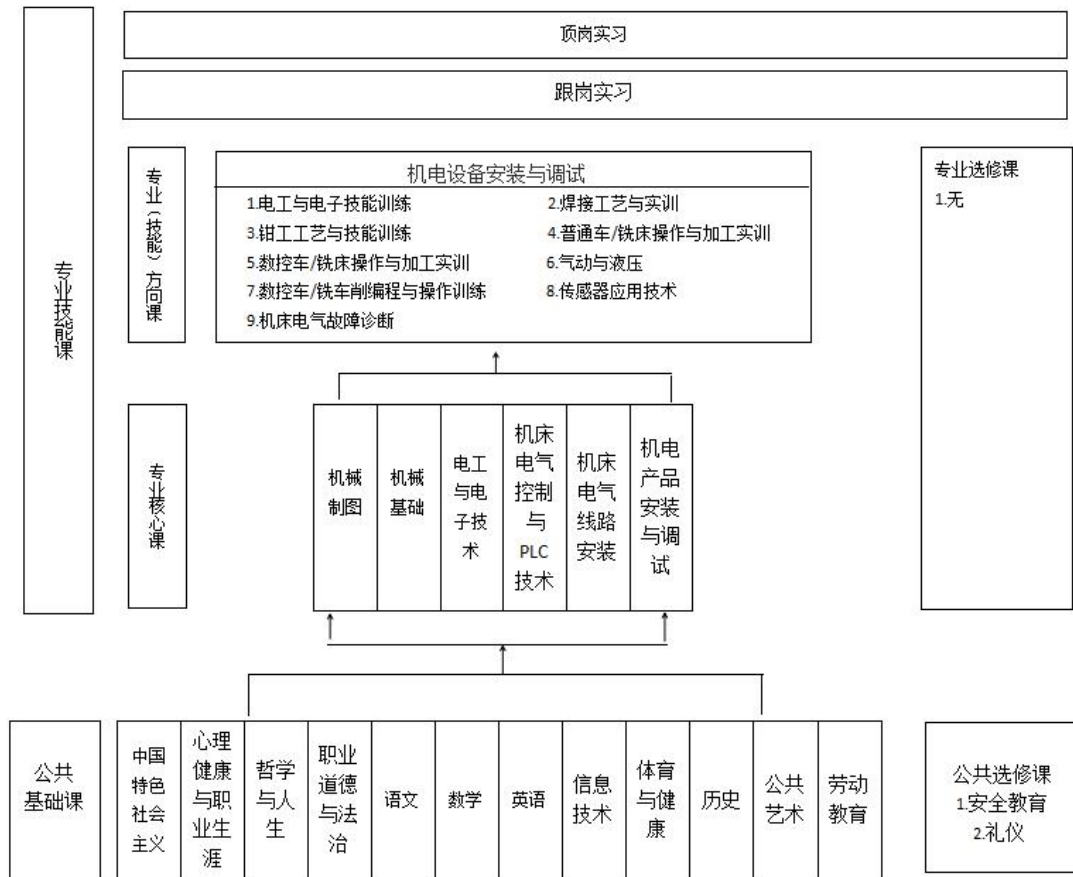 顶岗实习
跟岗实习
专业技能课
专业（技能）方向课
机电设备安装与调试
1.电工与电子技能训练
2.焊接工艺与实训
3.钳工工艺与技能训练
4.普通车/铣床操作与加工实训
5.数控车/铣床操作与加工实训
6.气动与液压
7.数控车/铣车削编程与操作训练
8.传感器应用技术
9.机床电气故障诊断
专业选修课
1.无
专业核心课
机械
制图
机械
基础
电工
与电
子技
术
机床
电气
控制
与
PLC
技术
机床
电气
线路
安装
机电
产品
安装
与调
试
公共
基础课
中国
特色
社会
主义
心理
健康
与职
业生
涯
哲学
与人
生
职业
道德
与法
治
语文
数学
英语
信息
技术
体育
与健
康
历史
公共
艺术
劳动
教育
公共选修课
1.安全教育
2.礼仪